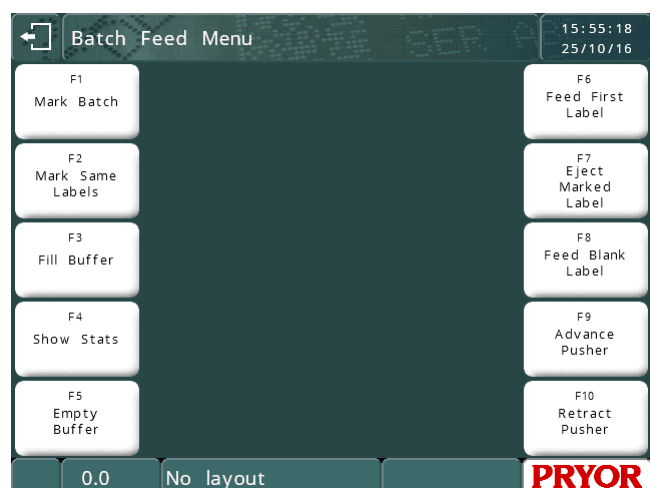 Batch Feed Menu
15:55:18
25/10/16
F1
Mark Batch
F2
Mark Same
Labels
F3
Fill Buffer
F4
Show Stats
F5
Empty
Buffer
F6
Feed First
Label
F7
Eject
Marked
Label
F8
Feed Blank
Label
F9
Advance
Pusher
F10
Retract
Pusher
0.0
No layout
PRYOR